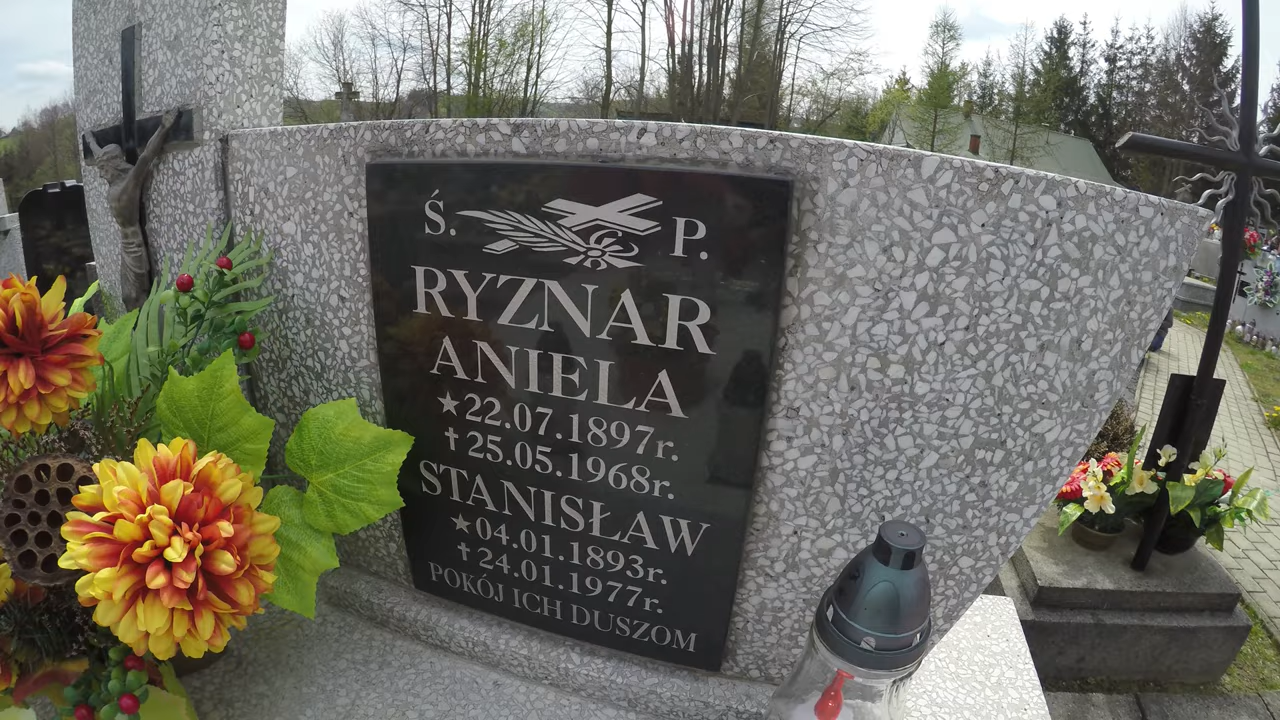 Ś. P.
RYZNAR
ANIELA
★22.07.1897r.
✝25.05.1968r.
STANISŁAW
★04.01.1893r.
✝24.01.1977r.
POKÓJ ICH DUSZOM